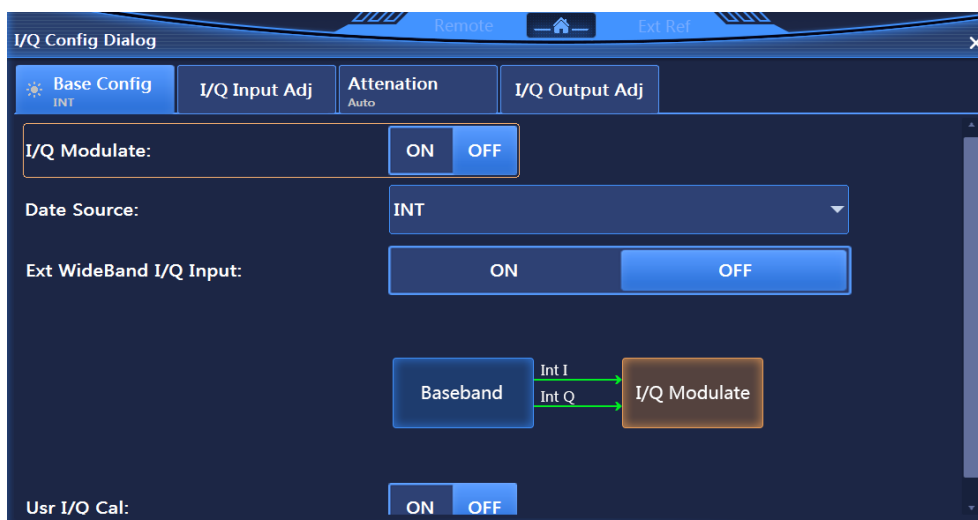 Remote Ext Ref
I/Q Config Dialog
Base Config I/Q Input Adj Attenation I/Q Output Adj
INT Auto
I/Q Modulate: ON OFF
Date Source: INT
Ext WideBand I/Q Input: ON OFF
Int I
Baseband I/Q Modulate
Int Q
Usr I/Q Cal: ON OFF